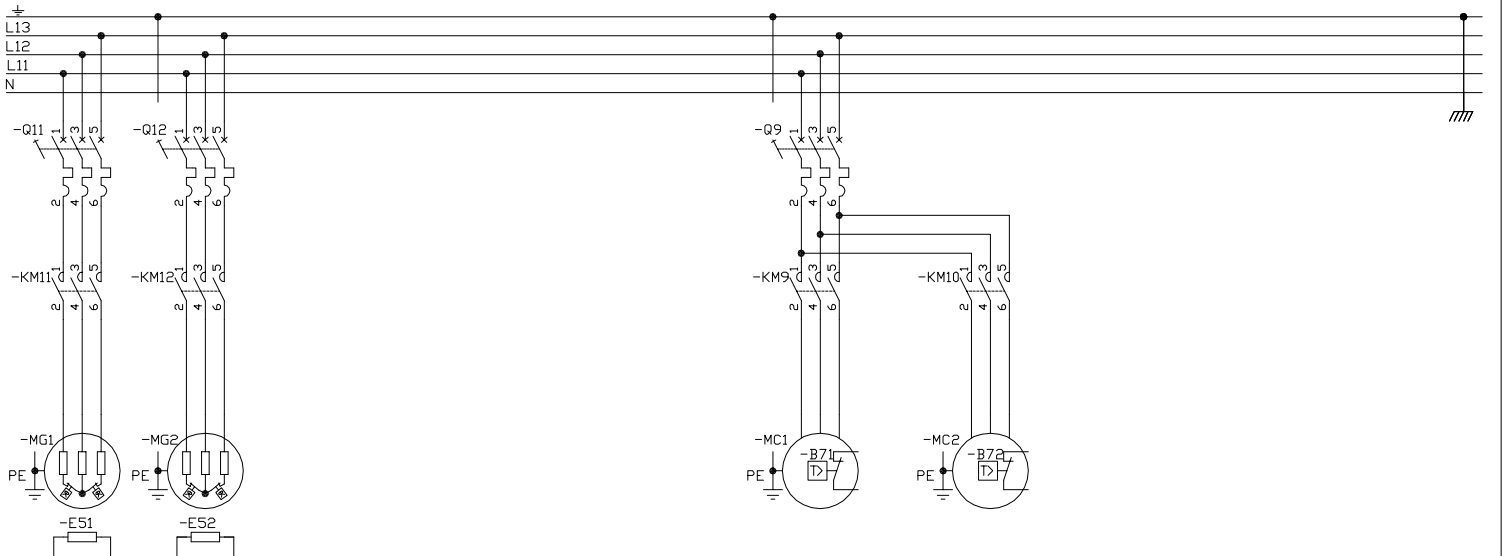 L13
L12
L11
N
-Q11 1 3 5
-Q12 1 3 5
-Q9 1 3 5
2 4 6
2 4 6
2 4 6
-KM11 1 3 5
-KM12 1 3 5
-KM9 1 3 5
-KM10 1 3 5
2 4 6
2 4 6
2 4 6
2 4 6
-MG1
-MG2
-MC1
-MC2
-B71
-B72
PE
PE
PE
T>
PE
T>
-E51
-E52